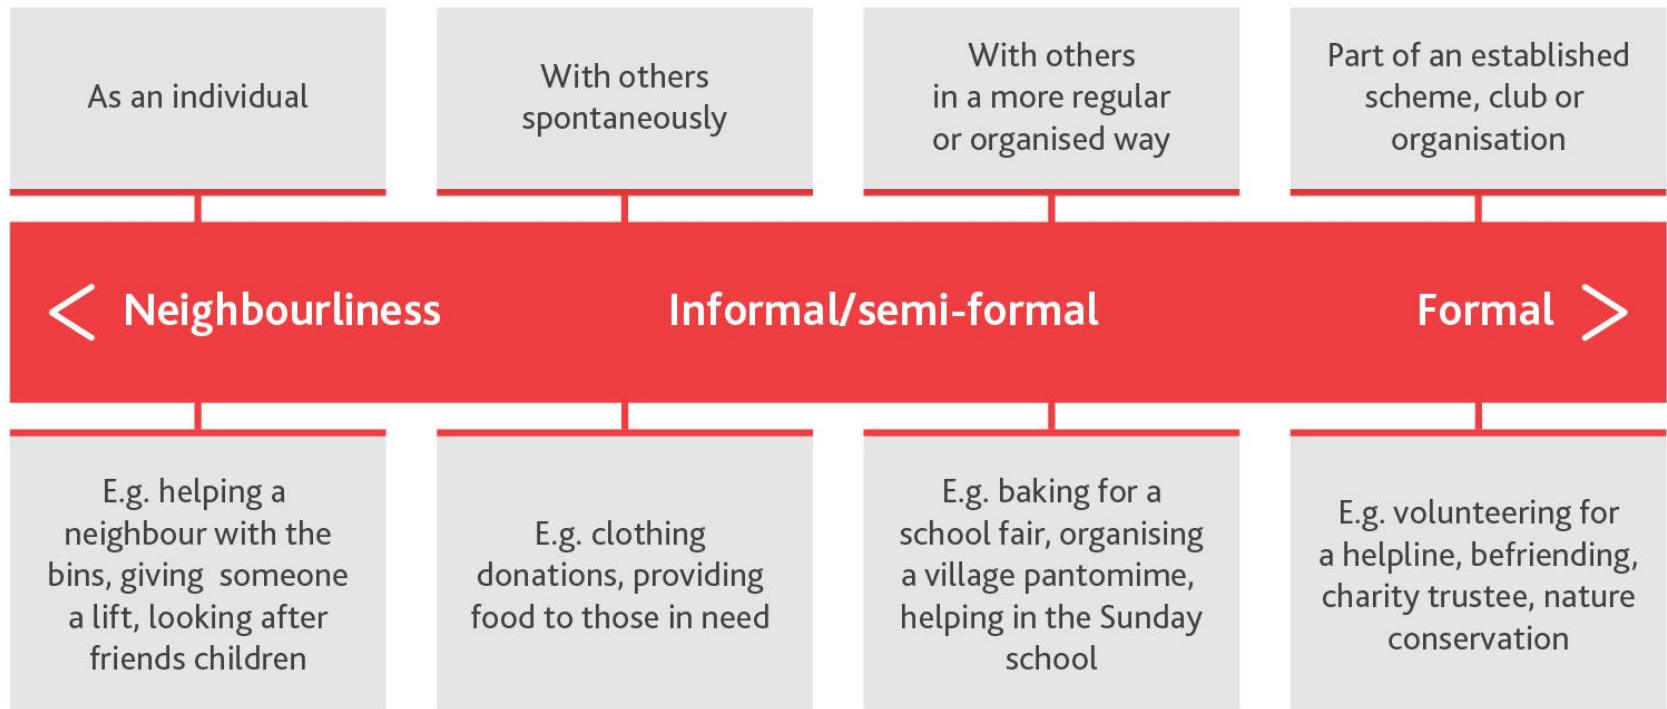 As an individual
With others
spontaneously
With others
in a more regular
or organised way
Part of an established
scheme, club or
organisation
Neighbourliness
Informal/semi-formal
Formal
E.g. helping a
neighbour with the
bins, giving  someone
a lift, looking after
friends children
E.g. clothing
donations, providing
food to those in need
E.g. baking for a
school fair, organising
a village pantomime,
helping in the Sunday
school
E.g. volunteering for
a helpline, befriending,
charity trustee, nature
conservation